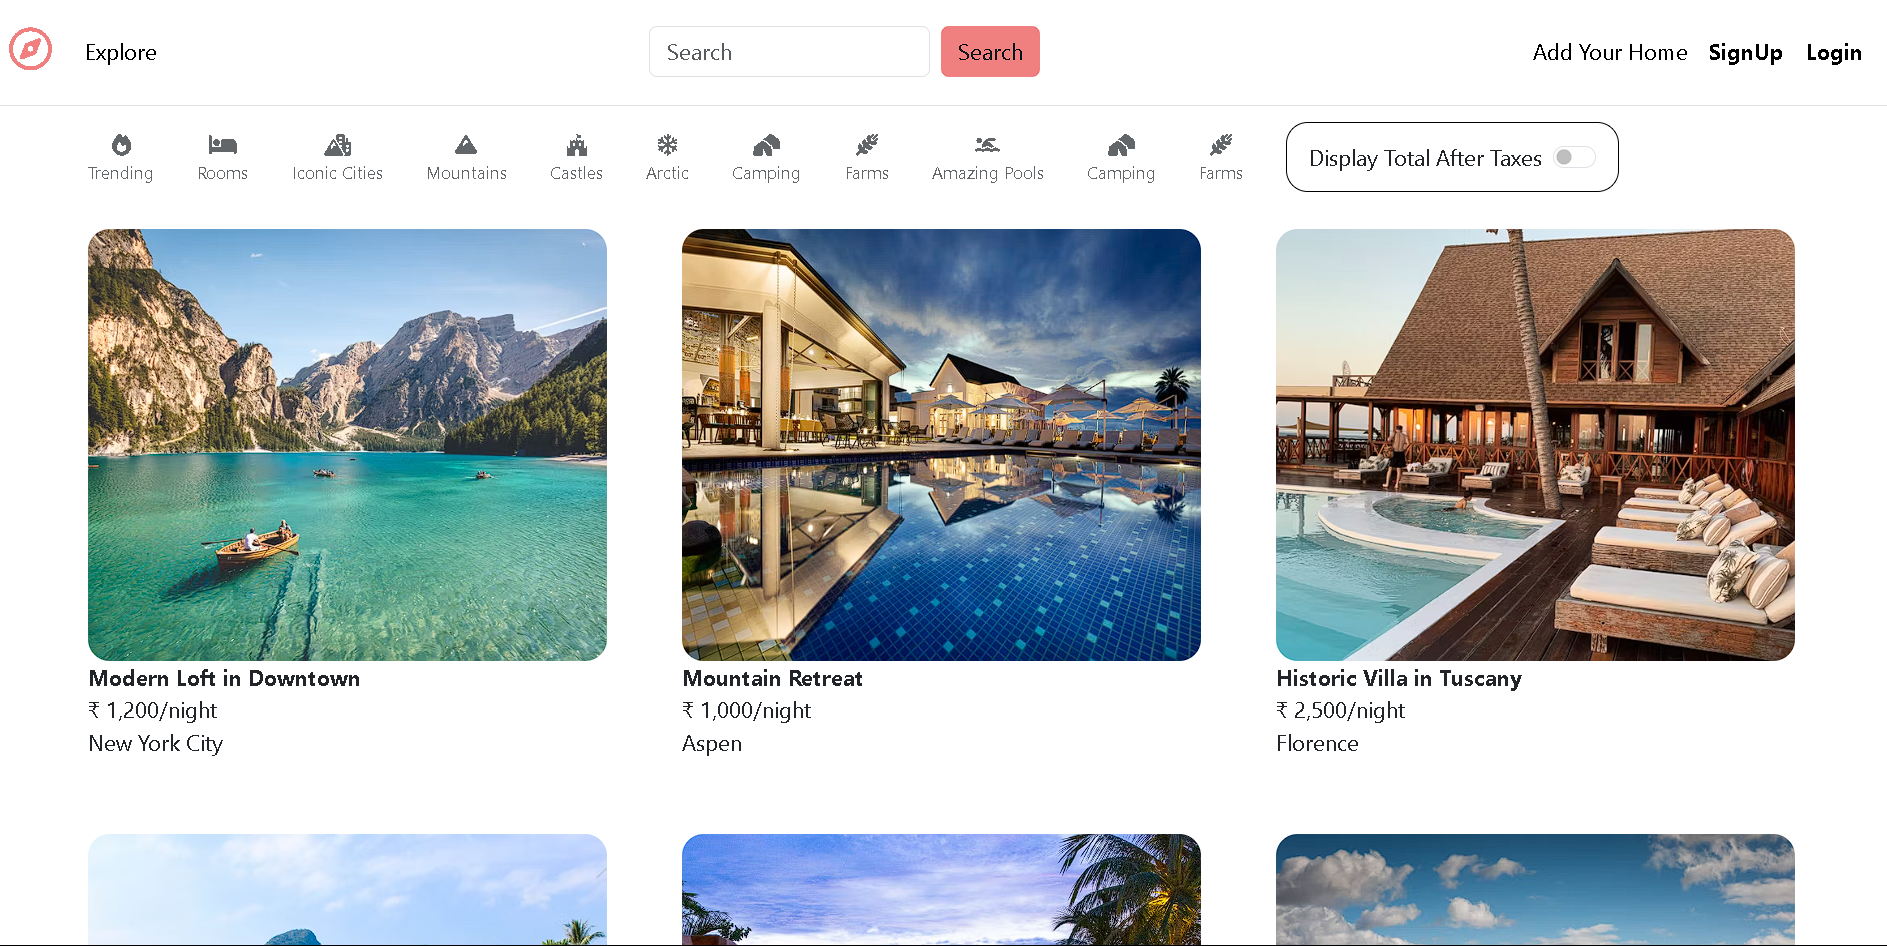 Explore
Search
Search
Add Your Home
SignUp
Login
Trending
Rooms
Iconic Cities
Mountains
Castles
Arctic
Camping
Farms
Amazing Pools
Camping
Farms
Display Total After Taxes
Modern Loft in Downtown
₹ 1,200/night
New York City
Mountain Retreat
₹ 1,000/night
Aspen
Historic Villa in Tuscany
₹ 2,500/night
Florence